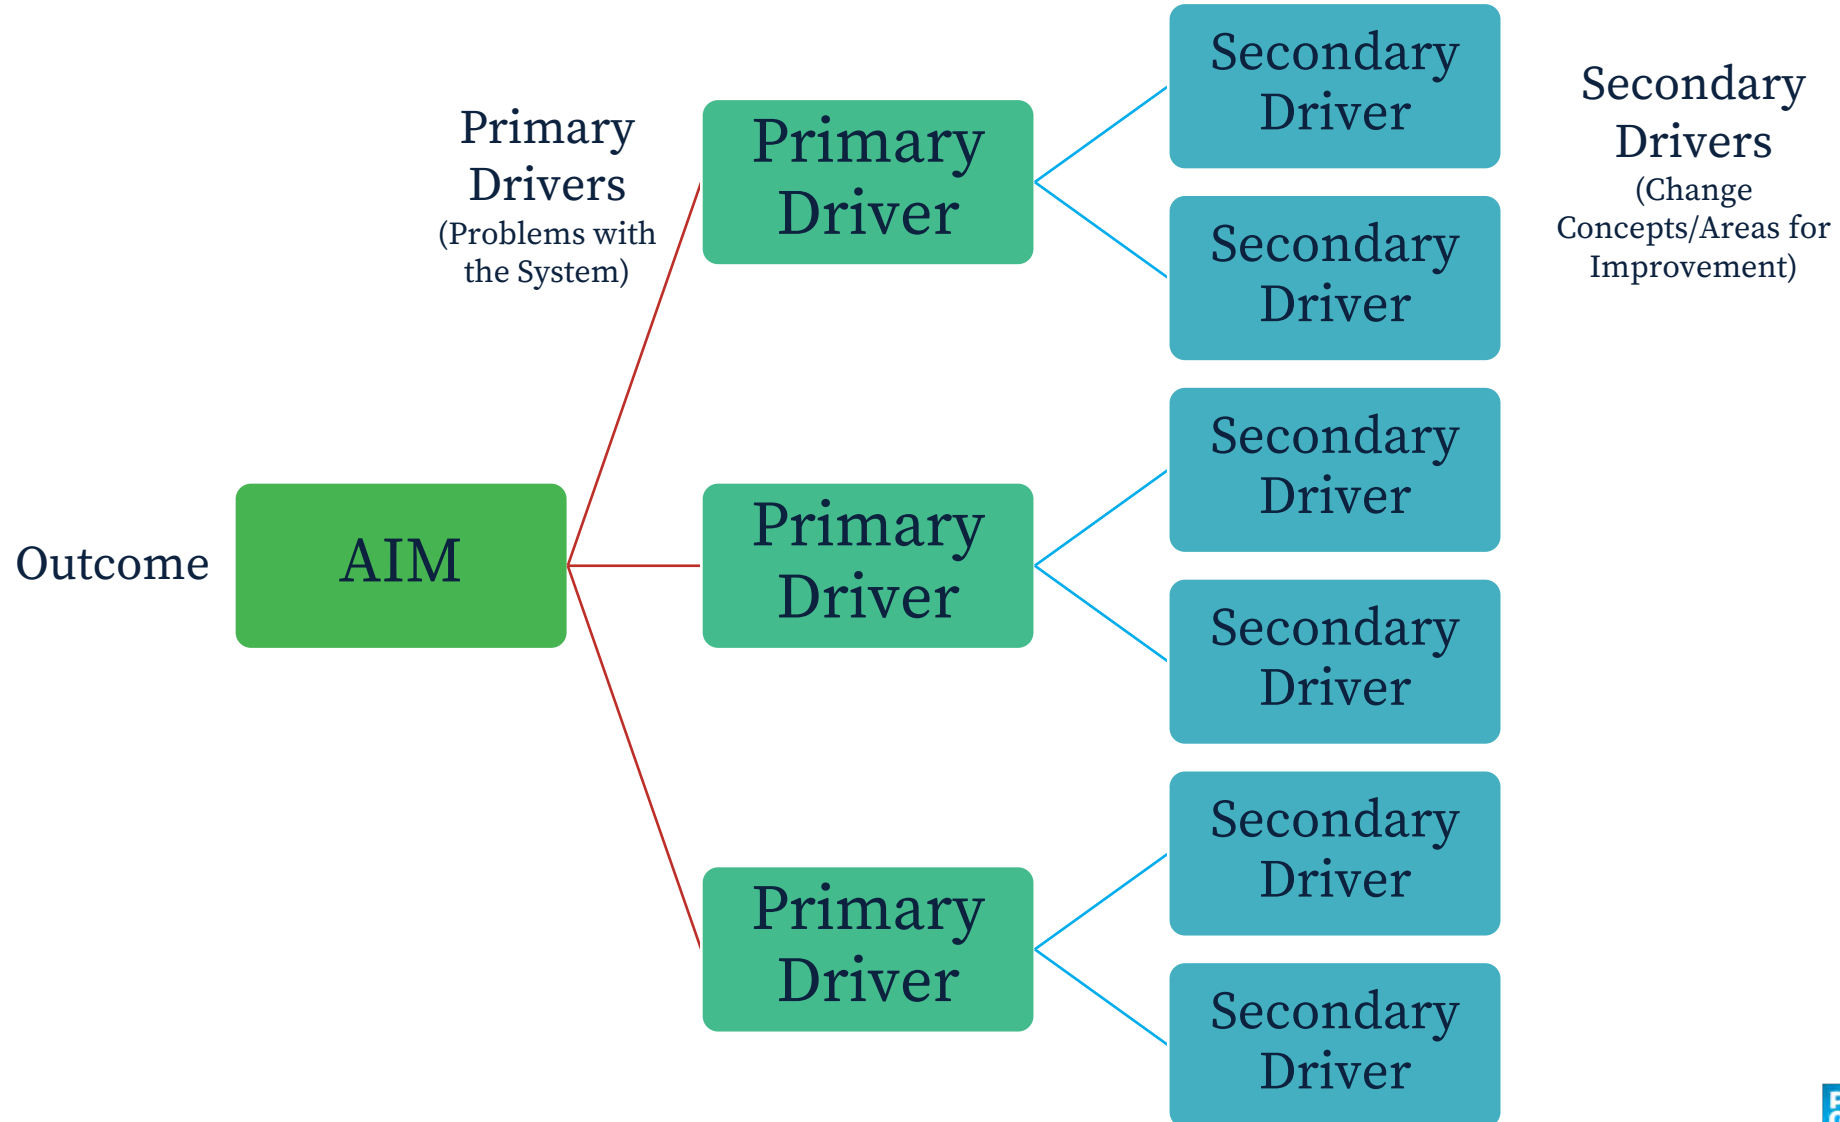 Outcome
AIM
Primary
Drivers
(Problems with
the System)
Primary
Driver
Primary
Driver
Primary
Driver
Secondary
Driver
Secondary
Driver
Secondary
Driver
Secondary
Driver
Secondary
Driver
Secondary
Driver
Secondary
Drivers
(Change
Concepts/Areas for
Improvement)